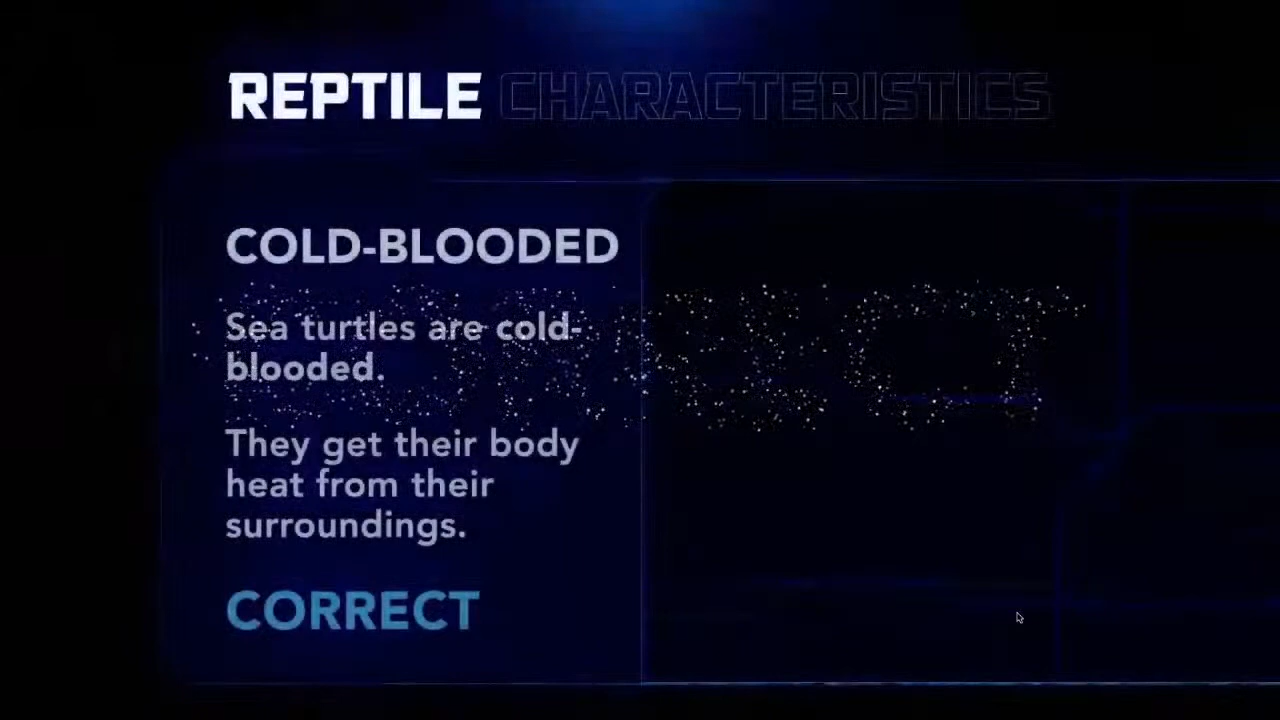 REPTILE CHARACTERISTICS
COLD-BLOODED
Sea turtles are cold-
blooded.
They get their body
heat from their
surroundings.
CORRECT